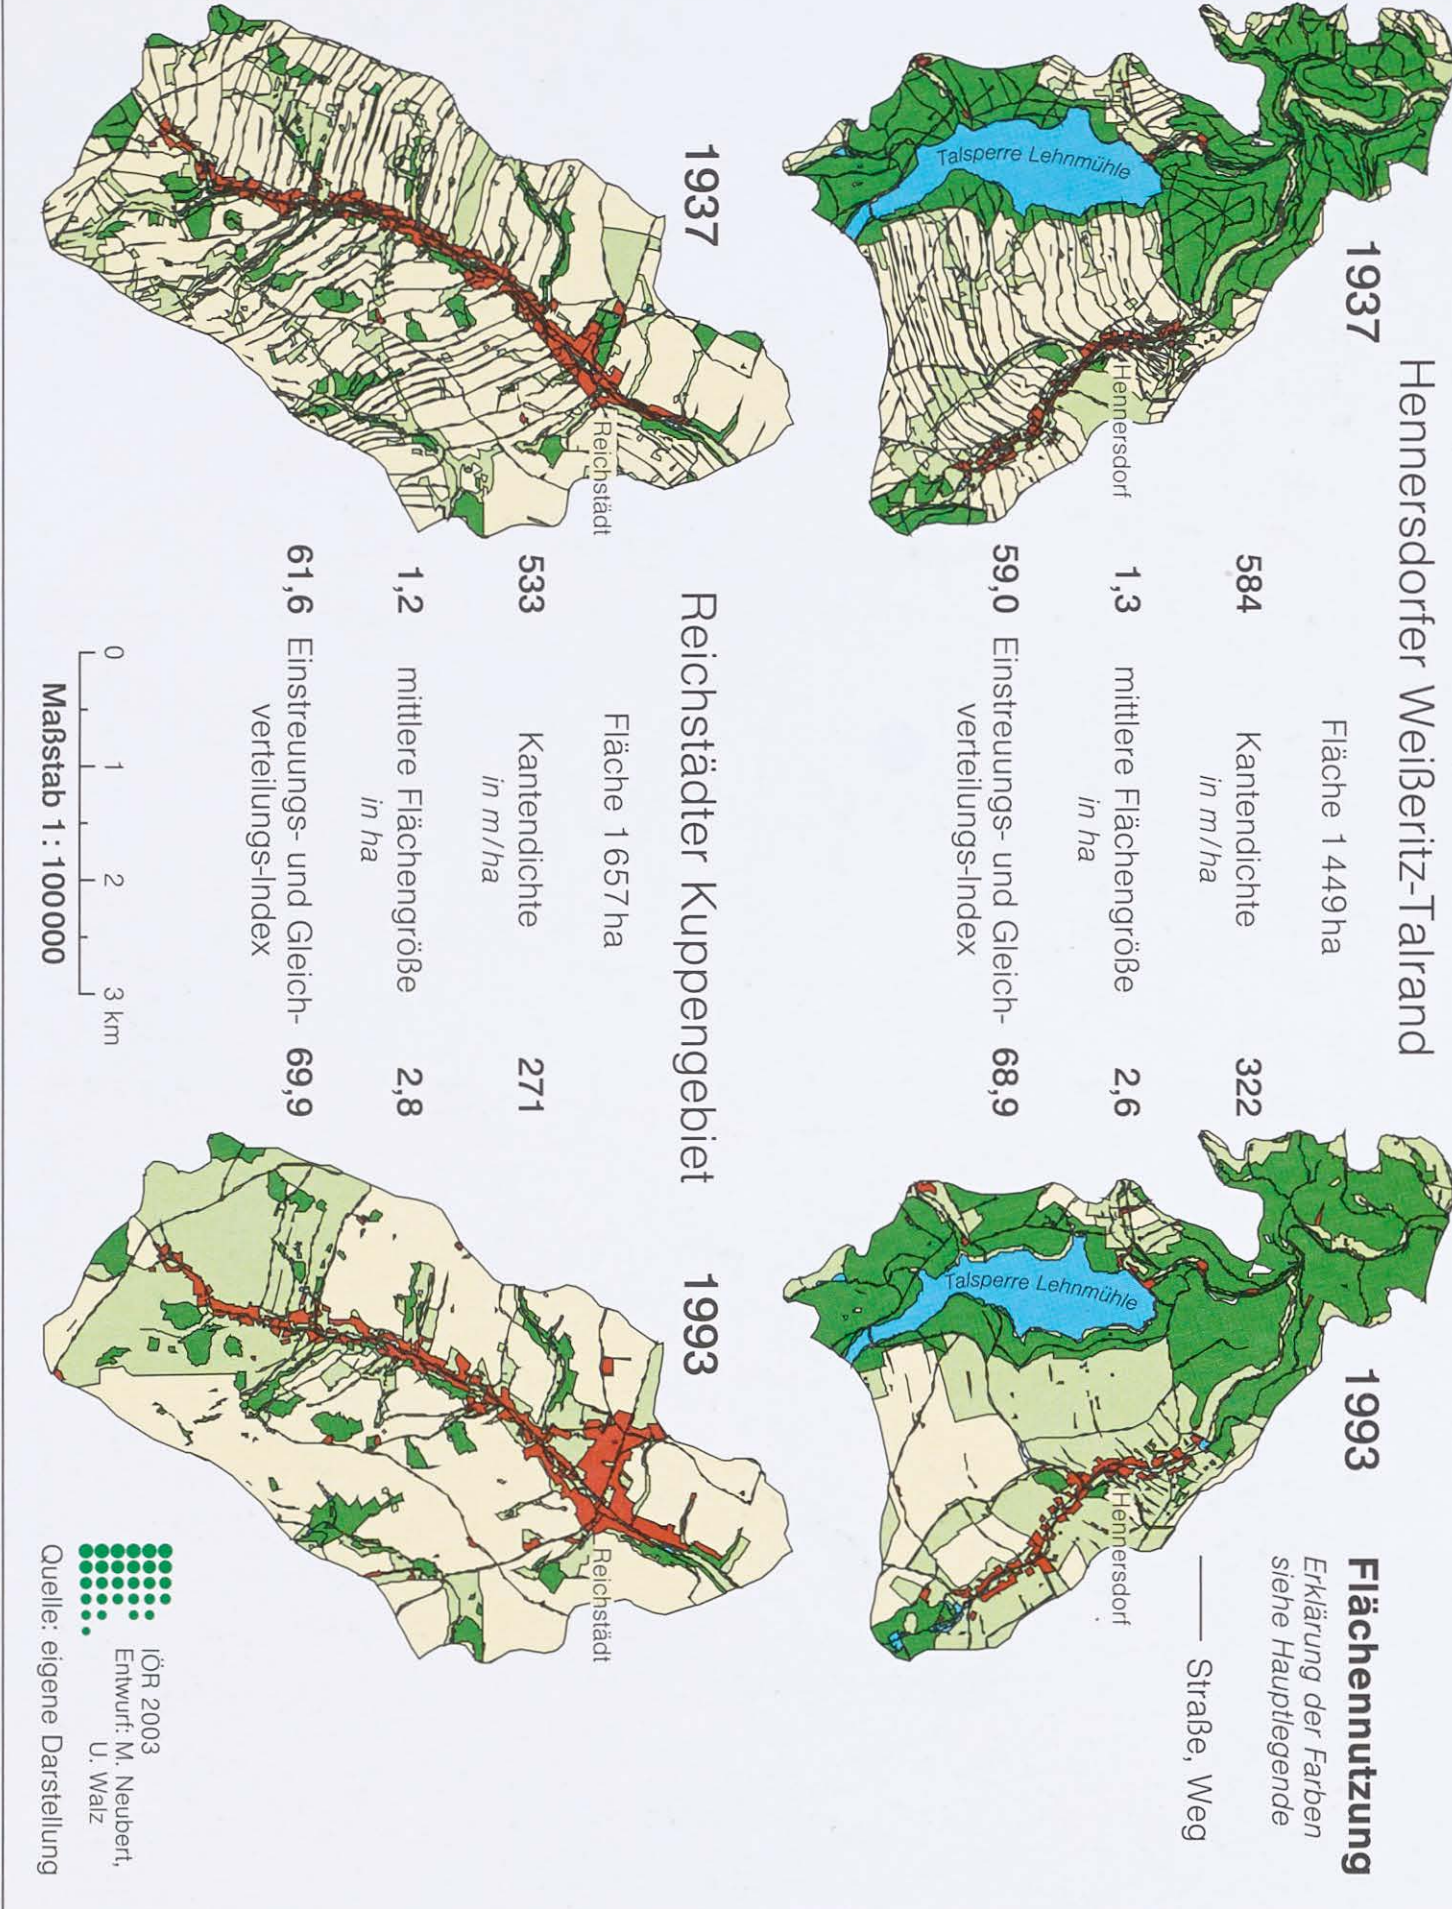 Hennersdorfer Weißeritz-Talrand
1937
Fläche 1449 ha
1993
Flächennutzung
Erklärung der Farben
siehe Hauptlegende
Straße, Weg
584 Kantendichte 322
in m/ha
1,3 mittlere Flächengröße 2,6
in ha
59,0 Einstreuungs- und Gleich- 68,9
verteilungs-Index
Talsperre Lehnmühle
Hennersdorf
Talsperre Lehnmühle
Hennersdorf
Reichstädter Kuppengebiet
1937
Fläche 1657 ha
1993
533 Kantendichte 271
in m/ha
1,2 mittlere Flächengröße 2,8
in ha
61,6 Einstreuungs- und Gleich- 69,9
verteilungs-Index
Reichstädt
Reichstädt
0 1 2 3 km
Maßstab 1 : 100000
IÖR 2003
Entwurf: M. Neubert,
U. Walz
Quelle: eigene Darstellung